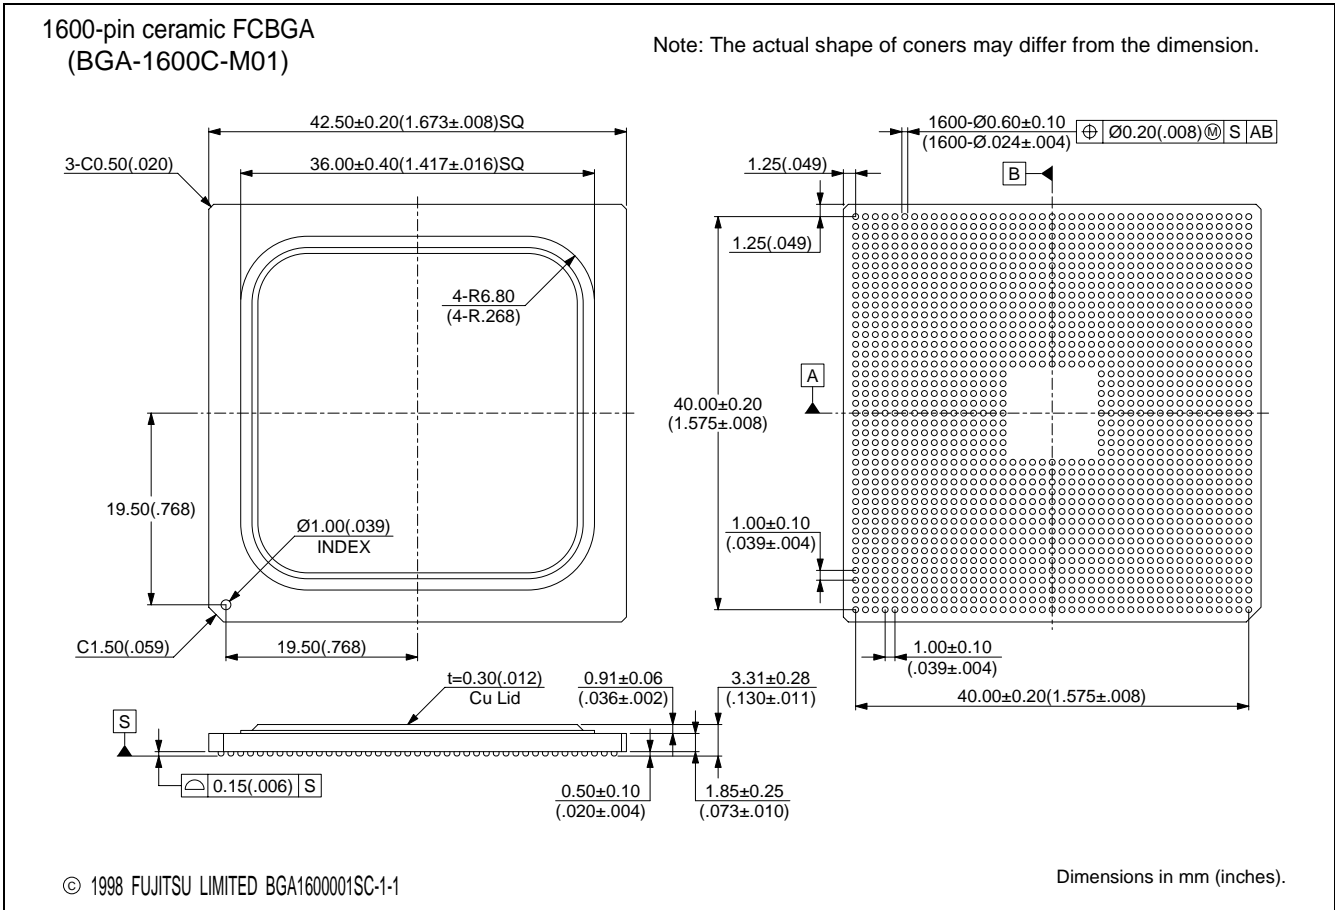 1600-pin ceramic FCBGA
(BGA-1600C-M01)
Note: The actual shape of coners may differ from the dimension.
42.50±0.20(1.673±.008)SQ
3-C0.50(.020)
36.00±0.40(1.417±.016)SQ
4-R6.80
(4-R.268)
19.50(.768)
Ø1.00(.039)
INDEX
C1.50(.059)
19.50(.768)
1600-Ø0.60±0.10
(1600-Ø.024±.004)
Ø0.20(.008)Ⓜ S AB
1.25(.049)
B
1.25(.049)
A
40.00±0.20
(1.575±.008)
1.00±0.10
(.039±.004)
1.00±0.10
(.039±.004)
40.00±0.20(1.575±.008)
t=0.30(.012)
Cu Lid
0.91±0.06
(.036±.002)
3.31±0.28
(.130±.011)
S
0.15(.006) S
0.50±0.10
(.020±.004)
1.85±0.25
(.073±.010)
© 1998 FUJITSU LIMITED BGA1600001SC-1-1
Dimensions in mm (inches).